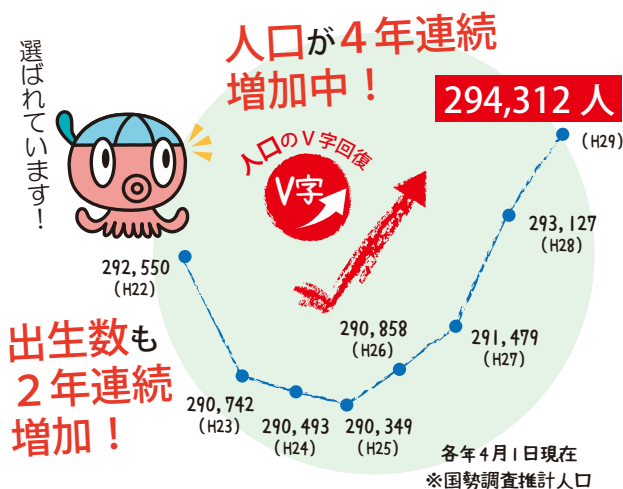 人口が４年連続
増加中！
選ばれています！
294,312 人
(H29)
人口のV字回復
V字
293,127
(H28)
292,550
(H22)
290,858
(H26)
291,479
(H27)
出生数も
２年連続
増加！
290,742
(H23)
290,493
(H24)
290,349
(H25)
各年4月1日現在
※国勢調査推計人口